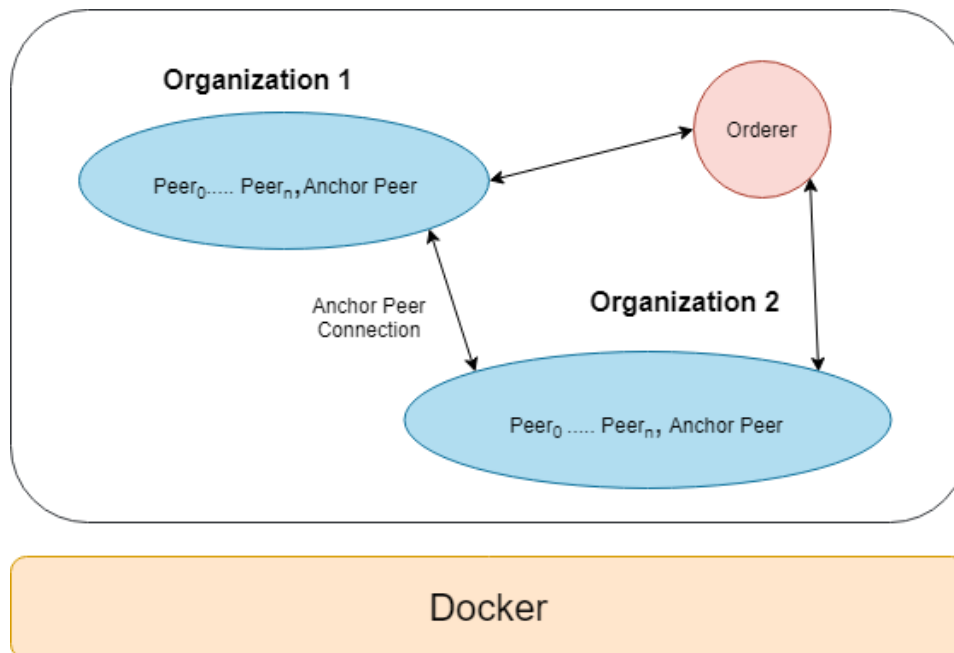 Organization 1
Orderer
Peer₀..... Peerₙ, Anchor Peer
Anchor Peer
Connection
Organization 2
Peer₀ ..... Peerₙ, Anchor Peer
Docker